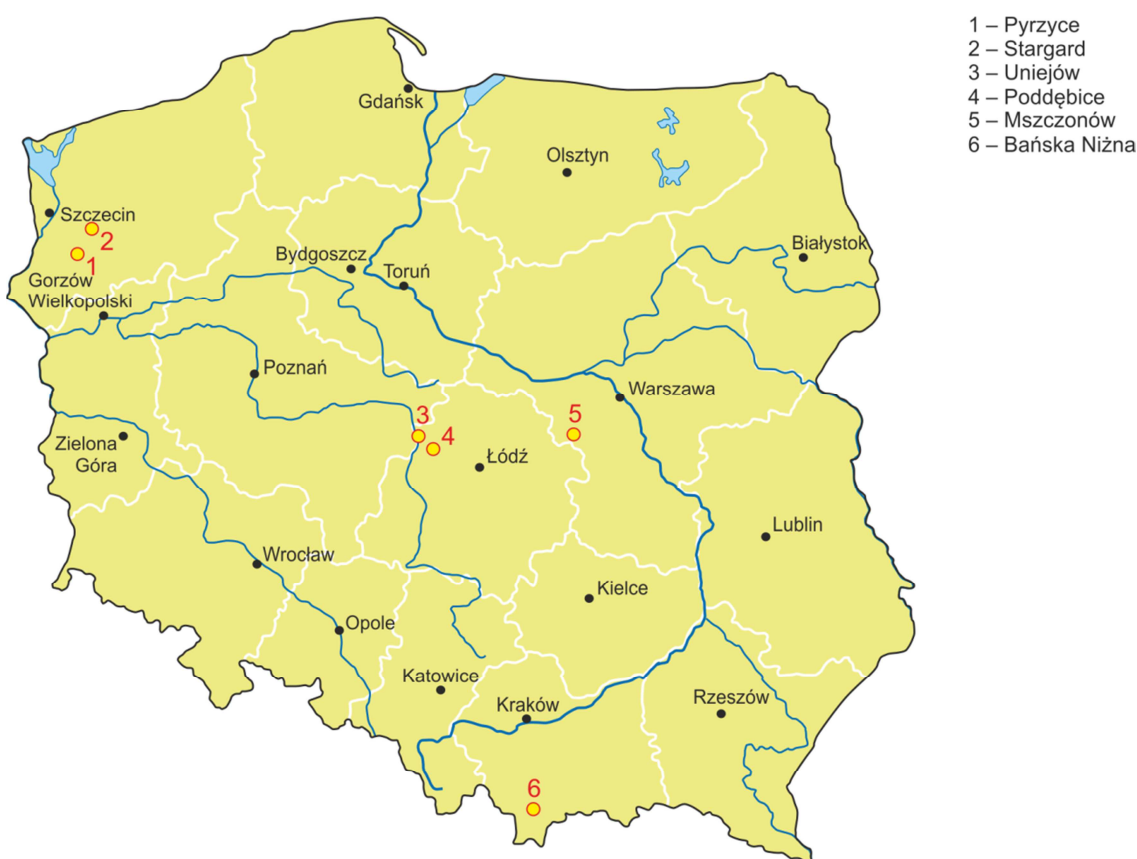 1 – Pyrzyce
2 – Stargard
3 – Uniejów
4 – Poddębice
5 – Mszczonów
6 – Bańska Niżna
Gdańsk
Olsztyn
Szczecin
2
Białystok
Bydgoszcz
Toruń
1
Gorzów
Wielkopolski
Poznań
Warszawa
3
5
4
Zielona
Góra
Łódź
Lublin
Wrocław
Kielce
Opole
Katowice
Kraków
Rzeszów
6